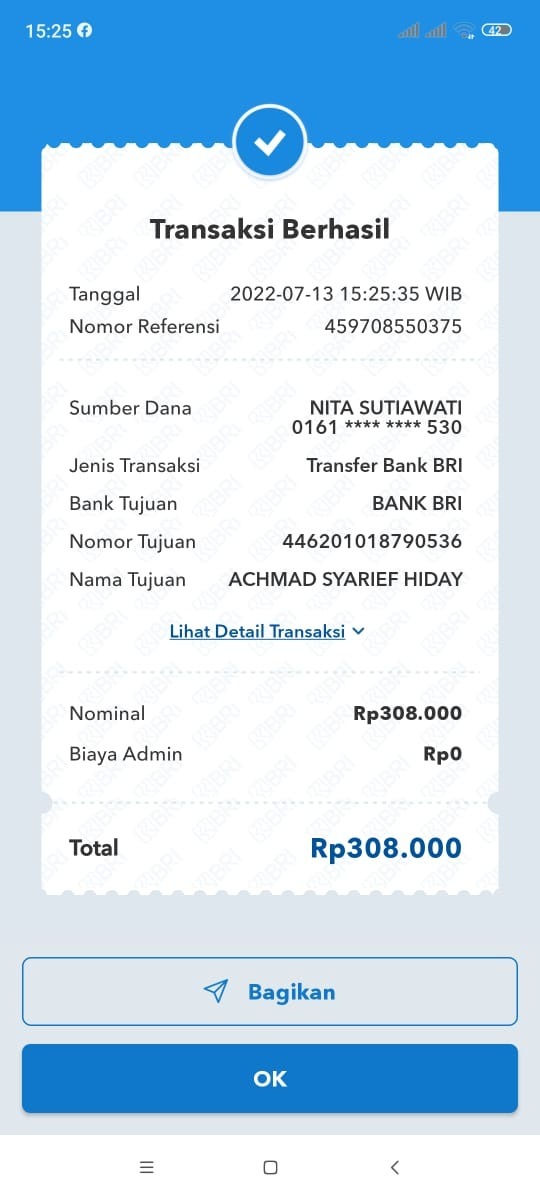 15:25
42
Transaksi Berhasil
Tanggal 2022-07-13 15:25:35 WIB
Nomor Referensi 459708550375
Sumber Dana NITA SUTIAWATI
0161 **** **** 530
Jenis Transaksi Transfer Bank BRI
Bank Tujuan BANK BRI
Nomor Tujuan 446201018790536
Nama Tujuan ACHMAD SYARIEF HIDAY
Lihat Detail Transaksi
Nominal Rp308.000
Biaya Admin Rp0
Total Rp308.000
Bagikan
OK